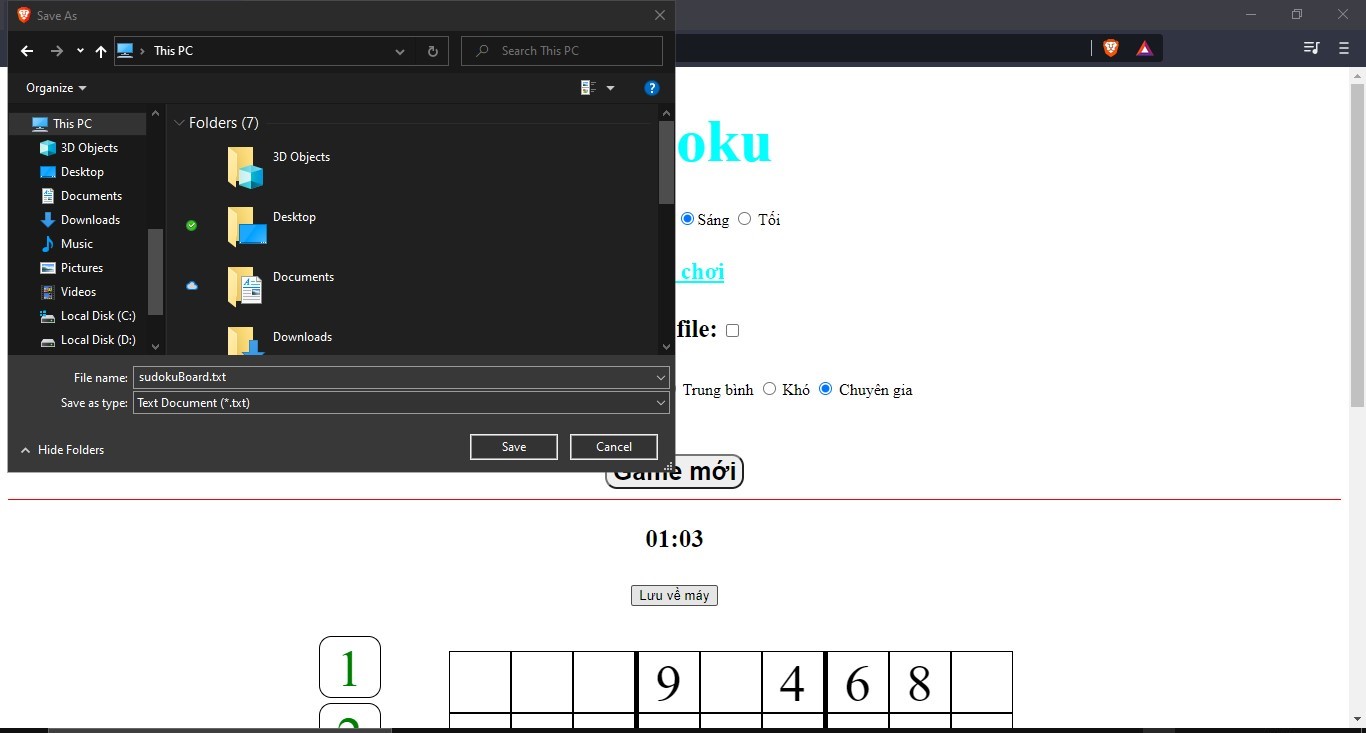 Save As
This PC
Search This PC
Organize
This PC
3D Objects
Desktop
Documents
Downloads
Music
Pictures
Videos
Local Disk (C:)
Local Disk (D:)
Folders (7)
3D Objects
Desktop
Documents
Downloads
File name: sudokuBoard.txt
Save as type: Text Document (*.txt)
Hide Folders
Save
Cancel
oku
Sáng Tối
chơi
file:
Trung bình Khó Chuyên gia
Game mới
01:03
Lưu về máy
1
9 4 6 8
2